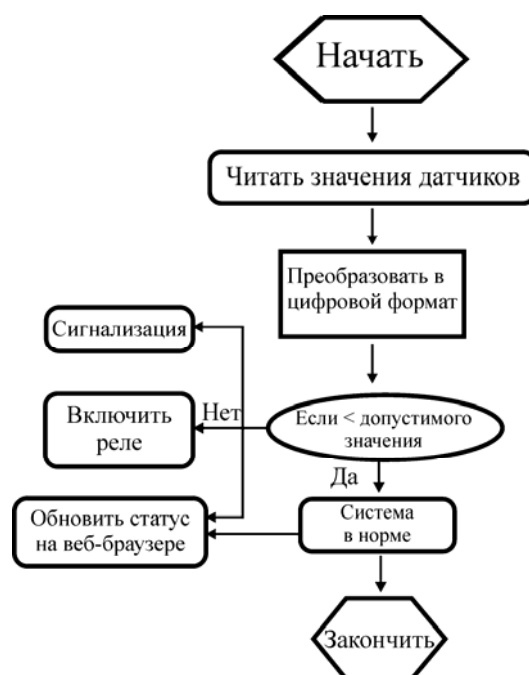 Начать
Читать значения датчиков
Преобразовать в
цифровой формат
Сигнализация
Включить
реле
Нет
Если < допустимого
значения
Да
Обновить статус
на веб-браузере
Система
в норме
Закончить